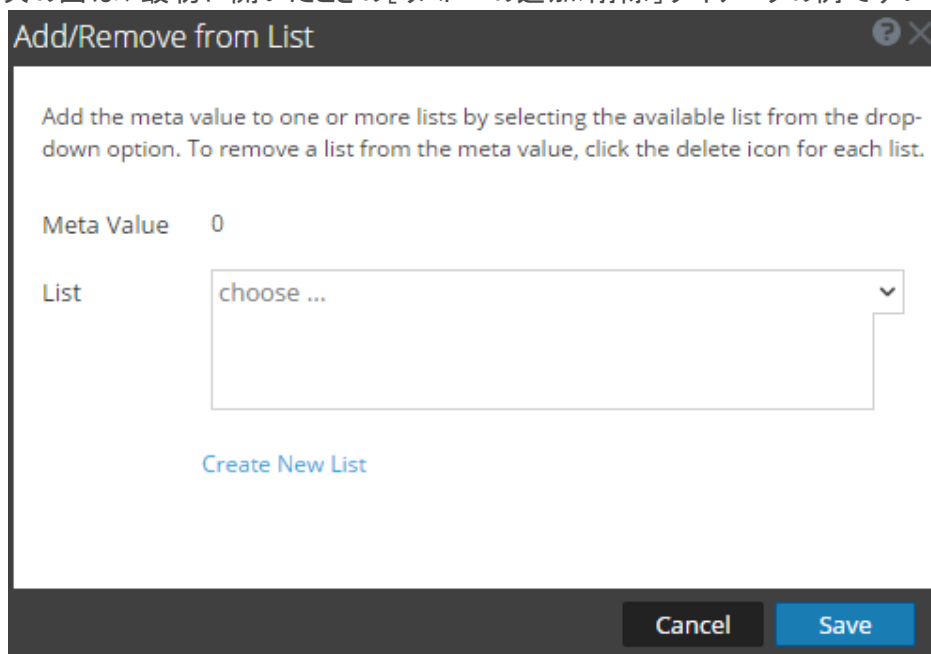 Add/Remove from List
Add the meta value to one or more lists by selecting the available list from the drop-
down option. To remove a list from the meta value, click the delete icon for each list.
Meta Value 0
List choose ...
Create New List
Cancel Save